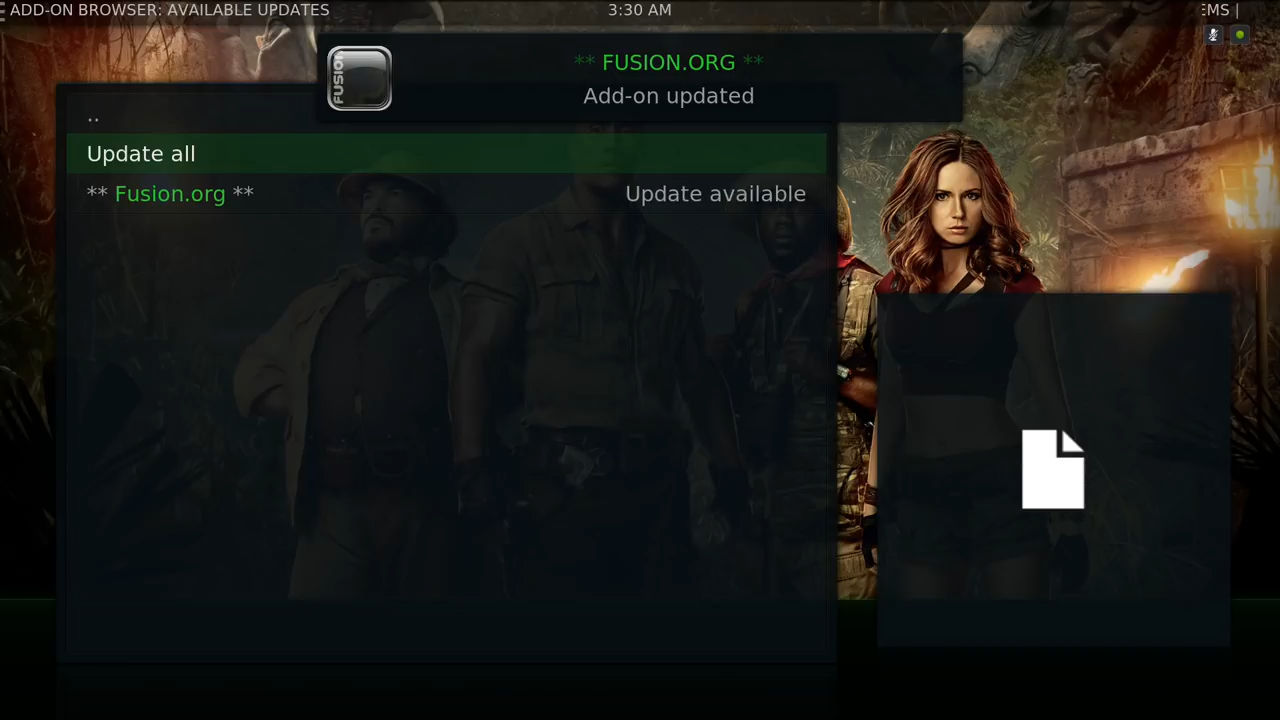 ADD-ON BROWSER: AVAILABLE UPDATES
3:30 AM
EMS |
FUSION
** FUSION.ORG **
Add-on updated
..
Update all
** Fusion.org **
Update available